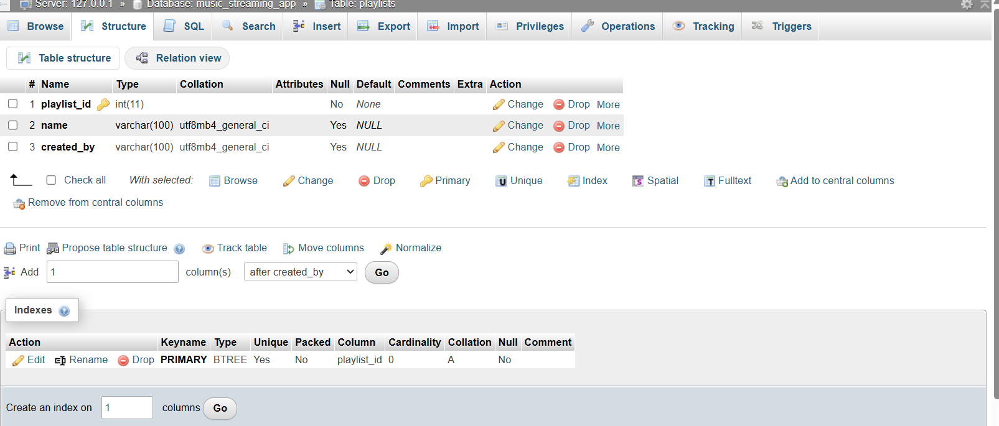 Server: 127.0.0.1 » Database: music_streaming_app » Table: playlists
Browse Structure SQL Search Insert Export Import Privileges Operations Tracking Triggers
Table structure Relation view
# Name Type Collation Attributes Null Default Comments Extra Action
1 playlist_id int(11) No None Change Drop More
2 name varchar(100) utf8mb4_general_ci Yes NULL Change Drop More
3 created_by varchar(100) utf8mb4_general_ci Yes NULL Change Drop More
Check all With selected: Browse Change Drop Primary Unique Index Spatial Fulltext Add to central columns
Remove from central columns
Print Propose table structure Track table Move columns Normalize
Add 1 column(s) after created_by Go
Indexes
Action Keyname Type Unique Packed Column Cardinality Collation Null Comment
Edit Rename Drop PRIMARY BTREE Yes No playlist_id 0 A No
Create an index on 1 columns Go